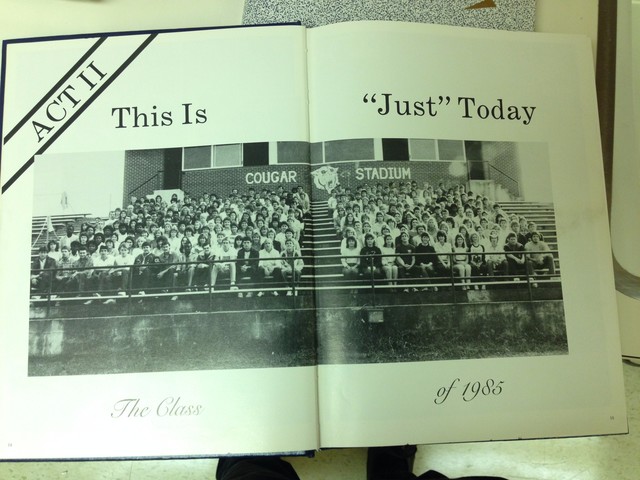 ACT II
This Is "Just" Today
COUGAR STADIUM
The Class of 1985